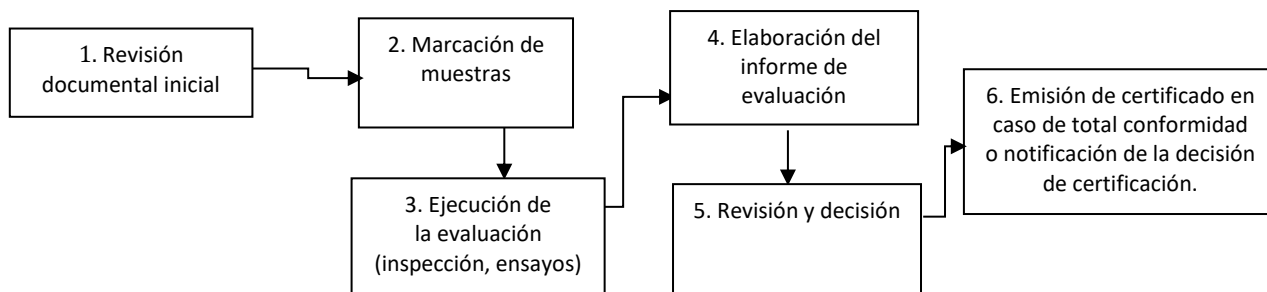 1. Revisión
documental inicial
2. Marcación de
muestras
3. Ejecución de
la evaluación
(inspección, ensayos)
4. Elaboración del
informe de
evaluación
5. Revisión y decisión
6. Emisión de certificado en
caso de total conformidad
o notificación de la decisión
de certificación.